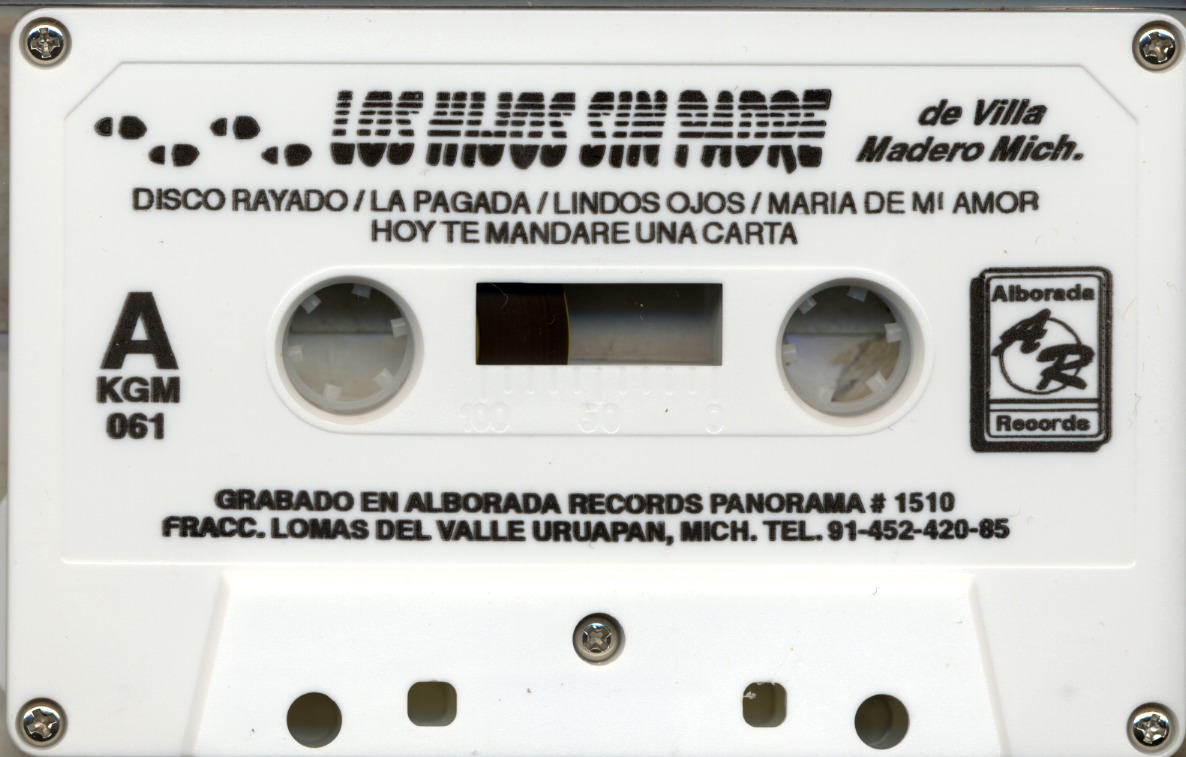 LOS HIJOS SIN PADRE
de Villa
Madero Mich.
DISCO RAYADO / LA PAGADA / LINDOS OJOS / MARIA DE MI AMOR
HOY TE MANDARE UNA CARTA
A
KGM
061
Alborada
AR
Records
100 50 0
GRABADO EN ALBORADA RECORDS PANORAMA # 1510
FRACC. LOMAS DEL VALLE URUAPAN, MICH. TEL. 91-452-420-85